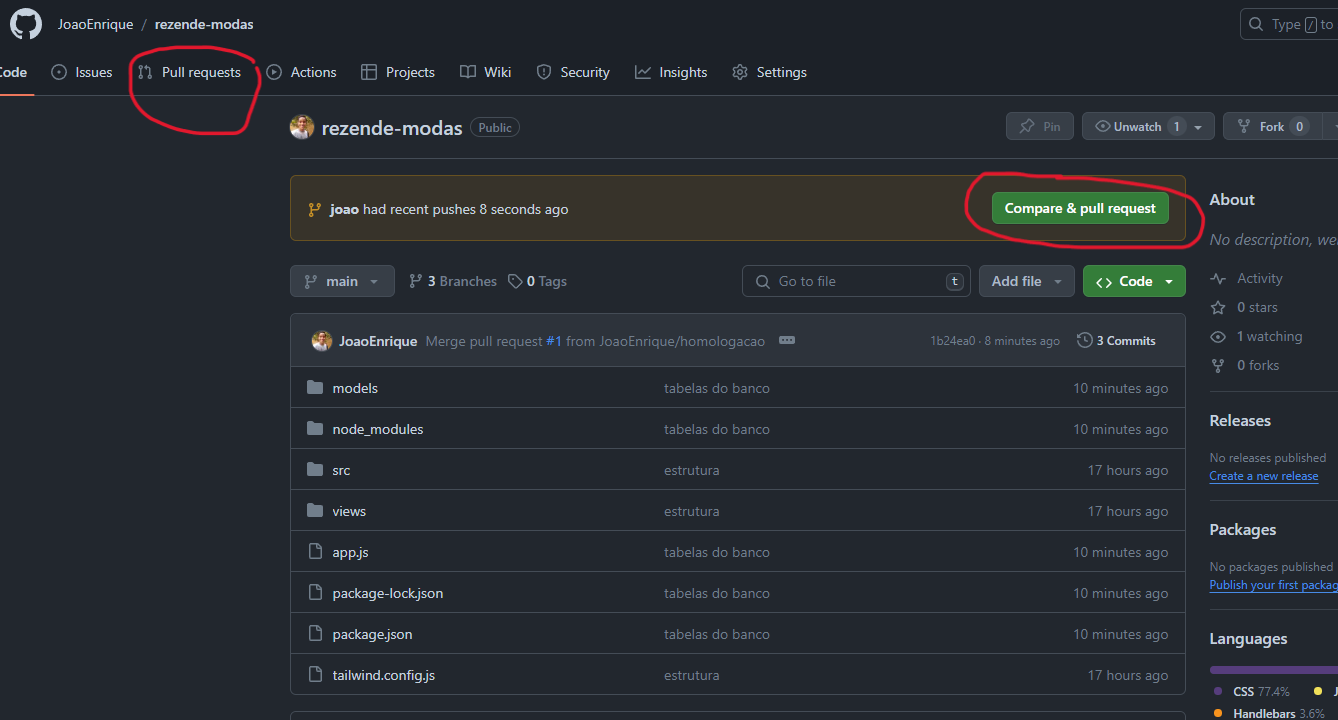 JoaoEnrique / rezende-modas
Type / to
Code Issues Pull requests Actions Projects Wiki Security Insights Settings
rezende-modas Public
Pin Unwatch 1 Fork 0
joao had recent pushes 8 seconds ago Compare & pull request
main 3 Branches 0 Tags Go to file t Add file <> Code
JoaoEnrique Merge pull request #1 from JoaoEnrique/homologacao 1b24ea0 · 8 minutes ago 3 Commits
models tabelas do banco 10 minutes ago
node_modules tabelas do banco 10 minutes ago
src estrutura 17 hours ago
views estrutura 17 hours ago
app.js tabelas do banco 10 minutes ago
package-lock.json tabelas do banco 10 minutes ago
package.json tabelas do banco 10 minutes ago
tailwind.config.js estrutura 17 hours ago
About
No description, we
Activity
0 stars
1 watching
0 forks
Releases
No releases published
Create a new release
Packages
No packages published
Publish your first packag
Languages
CSS 77.4%
Handlebars 3.6%